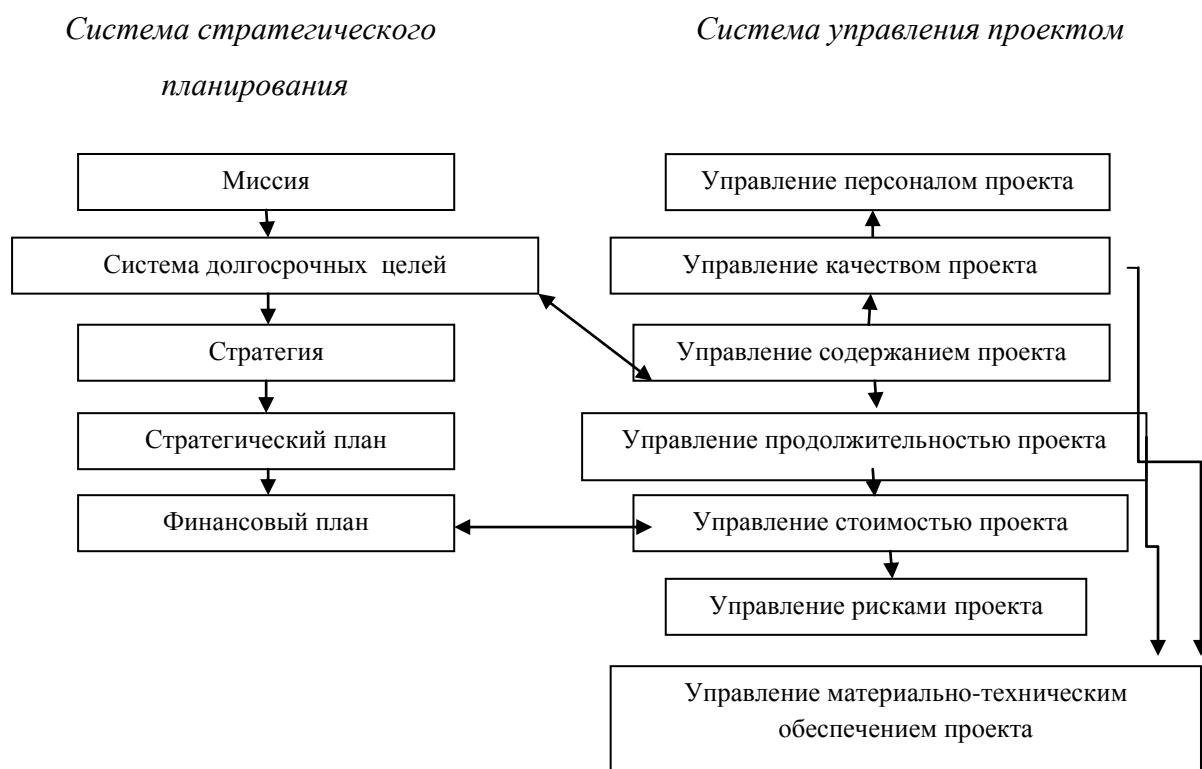 Система стратегического
планирования
Система управления проектом
Миссия
Система долгосрочных целей
Стратегия
Стратегический план
Финансовый план
Управление персоналом проекта
Управление качеством проекта
Управление содержанием проекта
Управление продолжительностью проекта
Управление стоимостью проекта
Управление рисками проекта
Управление материально-техническим
обеспечением проекта